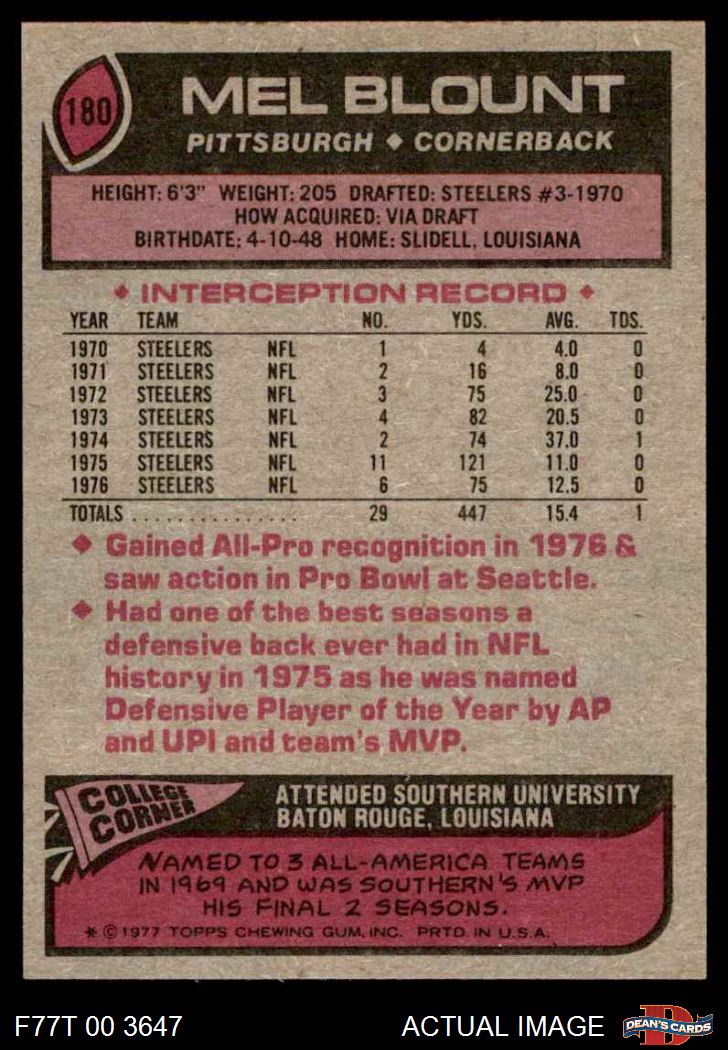 180
MEL BLOUNT
PITTSBURGH ◆ CORNERBACK
HEIGHT: 6'3" WEIGHT: 205 DRAFTED: STEELERS #3-1970
HOW ACQUIRED: VIA DRAFT
BIRTHDATE: 4-10-48 HOME: SLIDELL, LOUISIANA
◆ INTERCEPTION RECORD ◆
YEAR TEAM NO. YDS. AVG. TDS.
1970 STEELERS NFL 1 4 4.0 0
1971 STEELERS NFL 2 16 8.0 0
1972 STEELERS NFL 3 75 25.0 0
1973 STEELERS NFL 4 82 20.5 0
1974 STEELERS NFL 2 74 37.0 1
1975 STEELERS NFL 11 121 11.0 0
1976 STEELERS NFL 6 75 12.5 0
TOTALS ................ 29 447 15.4 1
◆ Gained All-Pro recognition in 1976 &
saw action in Pro Bowl at Seattle.
◆ Had one of the best seasons a
defensive back ever had in NFL
history in 1975 as he was named
Defensive Player of the Year by AP
and UPI and team's MVP.
COLLEGE
CORNER
ATTENDED SOUTHERN UNIVERSITY
BATON ROUGE, LOUISIANA
NAMED TO 3 ALL-AMERICA TEAMS
IN 1969 AND WAS SOUTHERN'S MVP
HIS FINAL 2 SEASONS.
* © 1977 TOPPS CHEWING GUM, INC. PRTD. IN U.S.A.
F77T 00 3647 ACTUAL IMAGE
D
DEAN'S CARDS